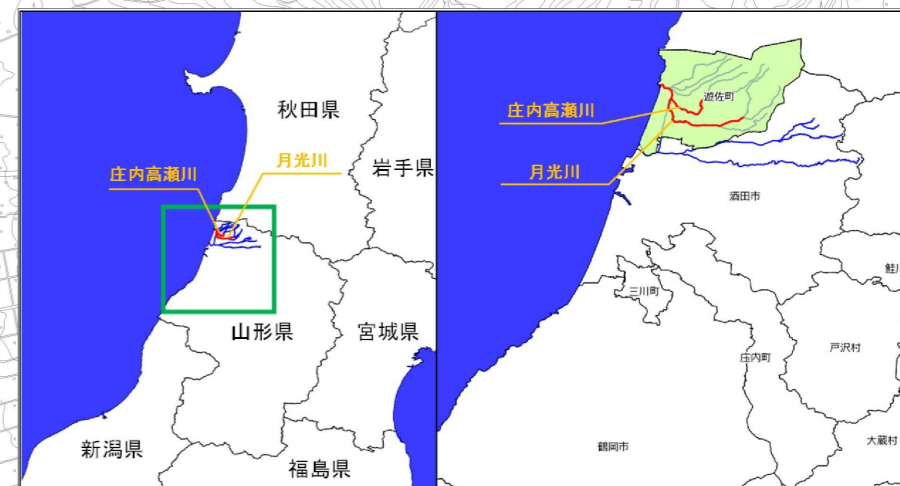 秋田県
庄内高瀬川
月光川
岩手県
山形県
宮城県
新潟県
福島県
庄内高瀬川
遊佐町
月光川
酒田市
三川町
鮭川
庄内町
戸沢村
鶴岡市
大蔵村